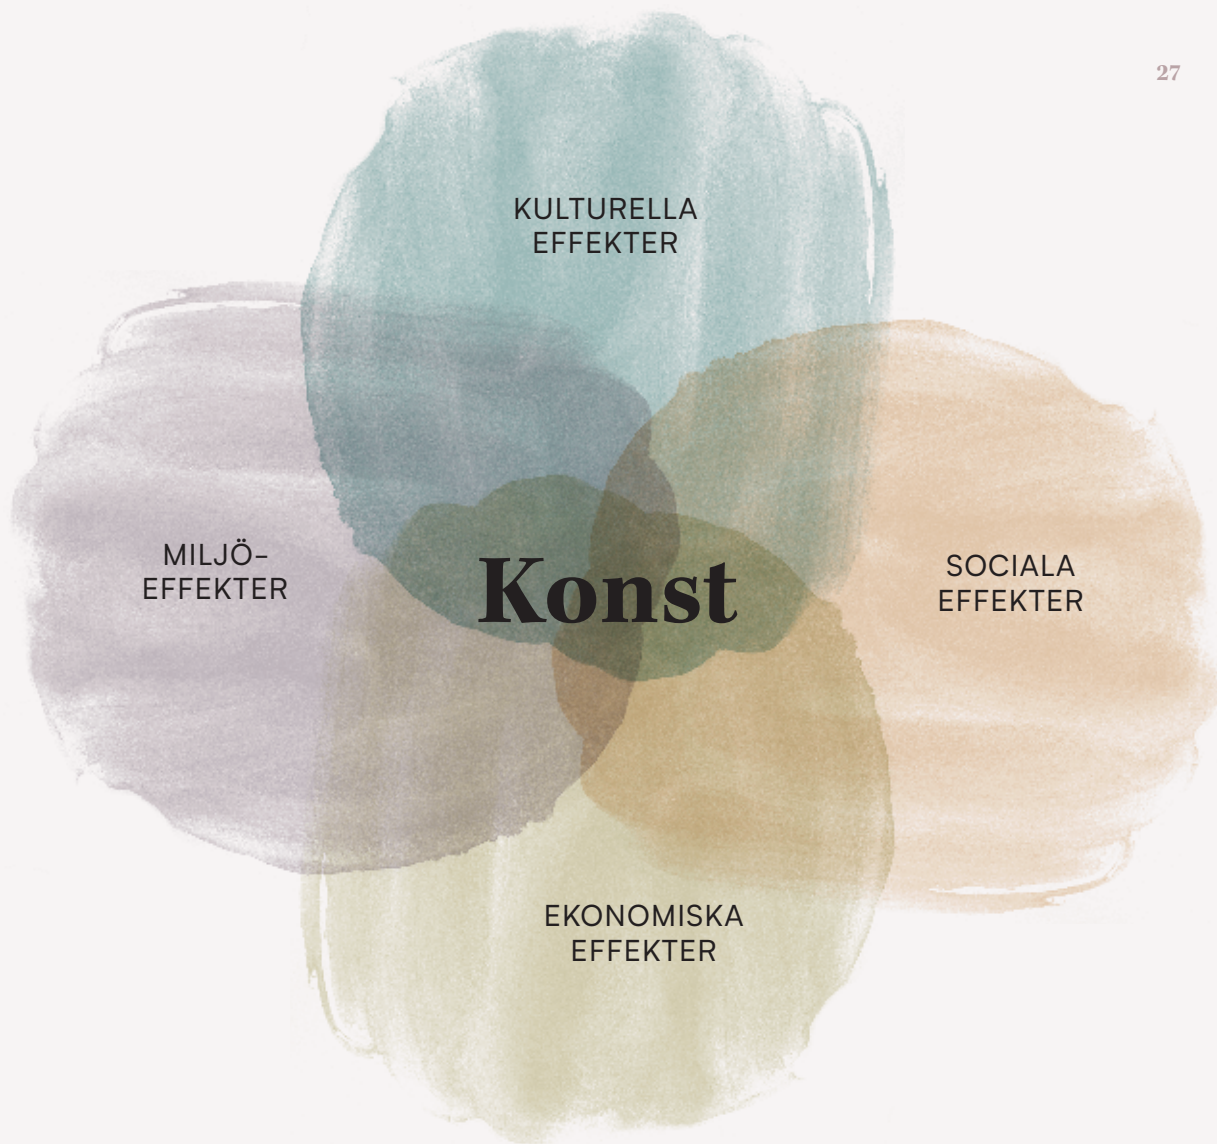 27
KULTURELLA
EFFEKTER
MILJÖ–
EFFEKTER
Konst
SOCIALA
EFFEKTER
EKONOMISKA
EFFEKTER